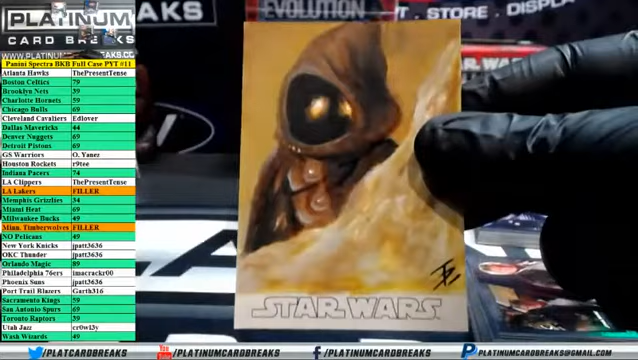 PLATINUM
CARD BREAKS
WWW.PLATINUMCARDBREAKS.CO
Panini Spectra BKB Full Case PYT #11
Atlanta Hawks ThePresentTense
Boston Celtics 79
Brooklyn Nets 39
Charlotte Hornets 59
Chicago Bulls 69
Cleveland Cavaliers Edlover
Dallas Mavericks 44
Denver Nuggets 69
Detroit Pistons 69
GS Warriors O. Yanez
Houston Rockets r9tee
Indiana Pacers 74
LA Clippers ThePresentTense
LA Lakers FILLER
Memphis Grizzlies 34
Miami Heat 69
Milwaukee Bucks 49
Minn. Timberwolves FILLER
NO Pelicans 49
New York Knicks jpatt3636
OKC Thunder jpatt3636
Orlando Magic 89
Philadelphia 76ers imacrackr00
Phoenix Suns jpatt3636
Port Trail Blazers Garth316
Sacramento Kings 59
San Antonio Spurs 69
Toronto Raptors 39
Utah Jazz cr0w13y
Wash Wizards 49
EVOLUTION
STAR WARS
/PLATCARDBREAKS /PLATINUMCARDBREAKS /PLATINUMCARDBREAKS PLATINUMCARDBREAKS@GMAIL.COM